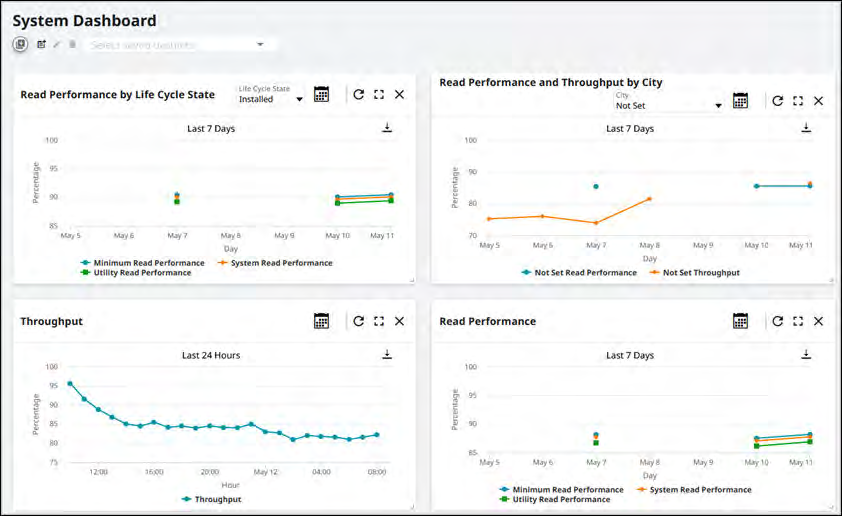 System Dashboard
Select saved dashlets
Read Performance by Life Cycle State
Life Cycle State
Installed
Last 7 Days
Percentage
100
95
90
85
May 5 May 6 May 7 May 8 May 9 May 10 May 11
Day
Minimum Read Performance System Read Performance
Utility Read Performance
Read Performance and Throughput by City
City
Not Set
Last 7 Days
Percentage
100
90
80
70
May 5 May 6 May 7 May 8 May 9 May 10 May 11
Day
Not Set Read Performance Not Set Throughput
Throughput
Last 24 Hours
Percentage
100
95
90
85
80
75
12:00 16:00 20:00 May 12 04:00 08:00
Hour
Throughput
Read Performance
Last 7 Days
Percentage
100
95
90
85
May 5 May 6 May 7 May 8 May 9 May 10 May 11
Day
Minimum Read Performance System Read Performance
Utility Read Performance